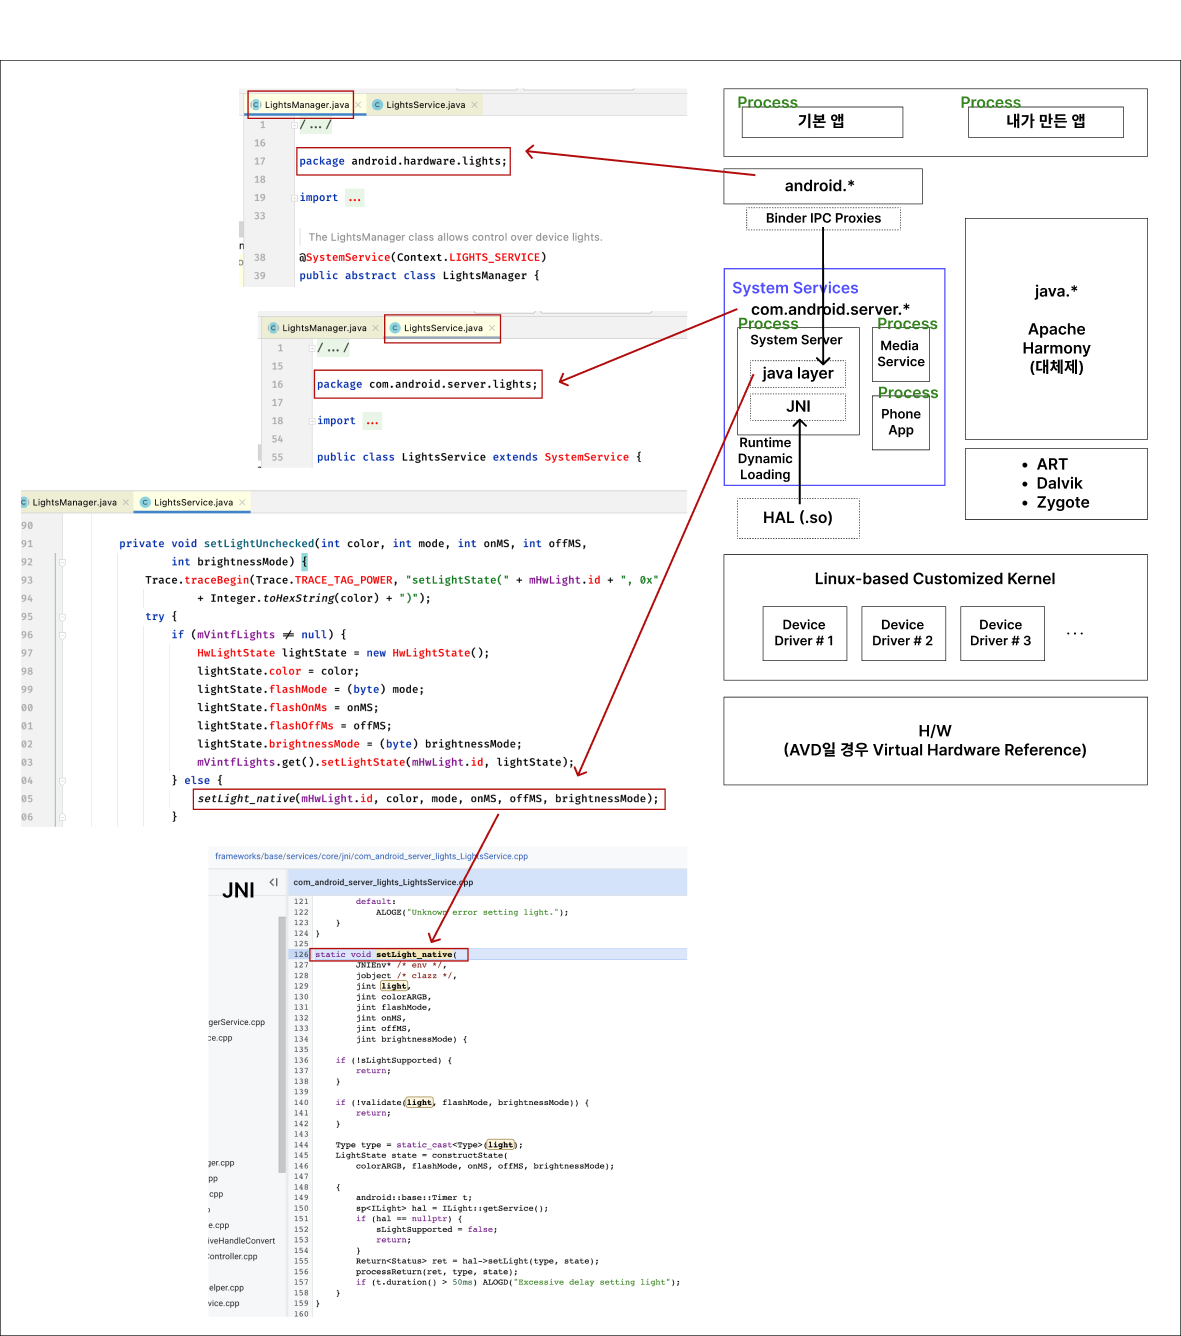 LightsManager.java
LightsService.java
1 /.../
16
17 package android.hardware.lights;
18
19 import ...
33
The LightsManager class allows control over device lights.
38 @SystemService(Context.LIGHTS_SERVICE)
39 public abstract class LightsManager {
LightsManager.java
LightsService.java
1 /.../
15
16 package com.android.server.lights;
17
18 import ...
54
55 public class LightsService extends SystemService {
LightsManager.java
LightsService.java
90
91 private void setLightUnchecked(int color, int mode, int onMS, int offMS,
92 int brightnessMode) {
93 Trace.traceBegin(Trace.TRACE_TAG_POWER, "setLightState(" + mHwLight.id + ", 0x"
94 + Integer.toHexString(color) + ")");
95 try {
96 if (mVintfLights ≠ null) {
97 HwLightState lightState = new HwLightState();
98 lightState.color = color;
99 lightState.flashMode = (byte) mode;
00 lightState.flashOnMs = onMS;
01 lightState.flashOffMs = offMS;
02 lightState.brightnessMode = (byte) brightnessMode;
03 mVintfLights.get().setLightState(mHwLight.id, lightState);
04 } else {
05 setLight_native(mHwLight.id, color, mode, onMS, offMS, brightnessMode);
06 }
frameworks/base/services/core/jni/com_android_server_lights_LightsService.cpp
JNI
com_android_server_lights_LightsService.cpp
gerService.cpp
ce.cpp
ger.cpp
pp
cpp
e.cpp
iveHandleConvert
Controller.cpp
elper.cpp
vice.cpp
121 default:
122 ALOGE("Unknown error setting light.");
123 }
124 }
125
126 static void setLight_native(
127 JNIEnv* /* env */,
128 jobject /* clazz */,
129 jint light,
130 jint colorARGB,
131 jint flashMode,
132 jint onMS,
133 jint offMS,
134 jint brightnessMode) {
135
136 if (!sLightSupported) {
137 return;
138 }
139
140 if (!validate(light, flashMode, brightnessMode)) {
141 return;
142 }
143
144 Type type = static_cast<Type>(light);
145 LightState state = constructState(
146 colorARGB, flashMode, onMS, offMS, brightnessMode);
147
148 {
149 android::base::Timer t;
150 sp<ILight> hal = ILight::getService();
151 if (hal == nullptr) {
152 sLightSupported = false;
153 return;
154 }
155 Return<Status> ret = hal->setLight(type, state);
156 processReturn(ret, type, state);
157 if (t.duration() > 50ms) ALOGD("Excessive delay setting light");
158 }
159 }
160
Process
기본 앱
Process
내가 만든 앱
android.*
Binder IPC Proxies
System Services
com.android.server.*
Process
System Server
java layer
JNI
Runtime
Dynamic
Loading
Process
Media
Service
Process
Phone
App
HAL (.so)
java.*
Apache
Harmony
(대체제)
• ART
• Dalvik
• Zygote
Linux-based Customized Kernel
Device
Driver # 1
Device
Driver # 2
Device
Driver # 3
...
H/W
(AVD일 경우 Virtual Hardware Reference)